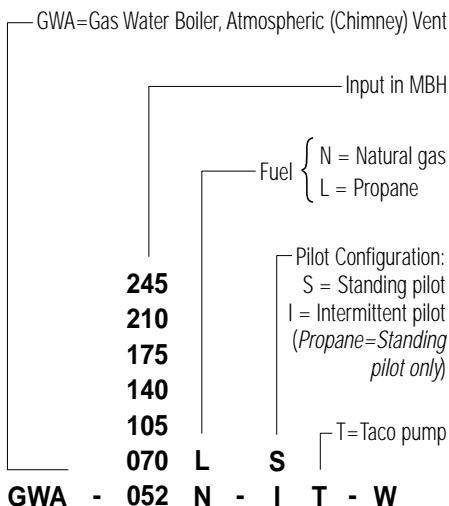 GWA=Gas Water Boiler, Atmospheric (Chimney) Vent
Input in MBH
Fuel { N = Natural gas
L = Propane
Pilot Configuration:
S = Standing pilot
I = Intermittent pilot
(Propane=Standing
pilot only)
T=Taco pump
245
210
175
140
105
070 L S
GWA - 052 N - I T - W